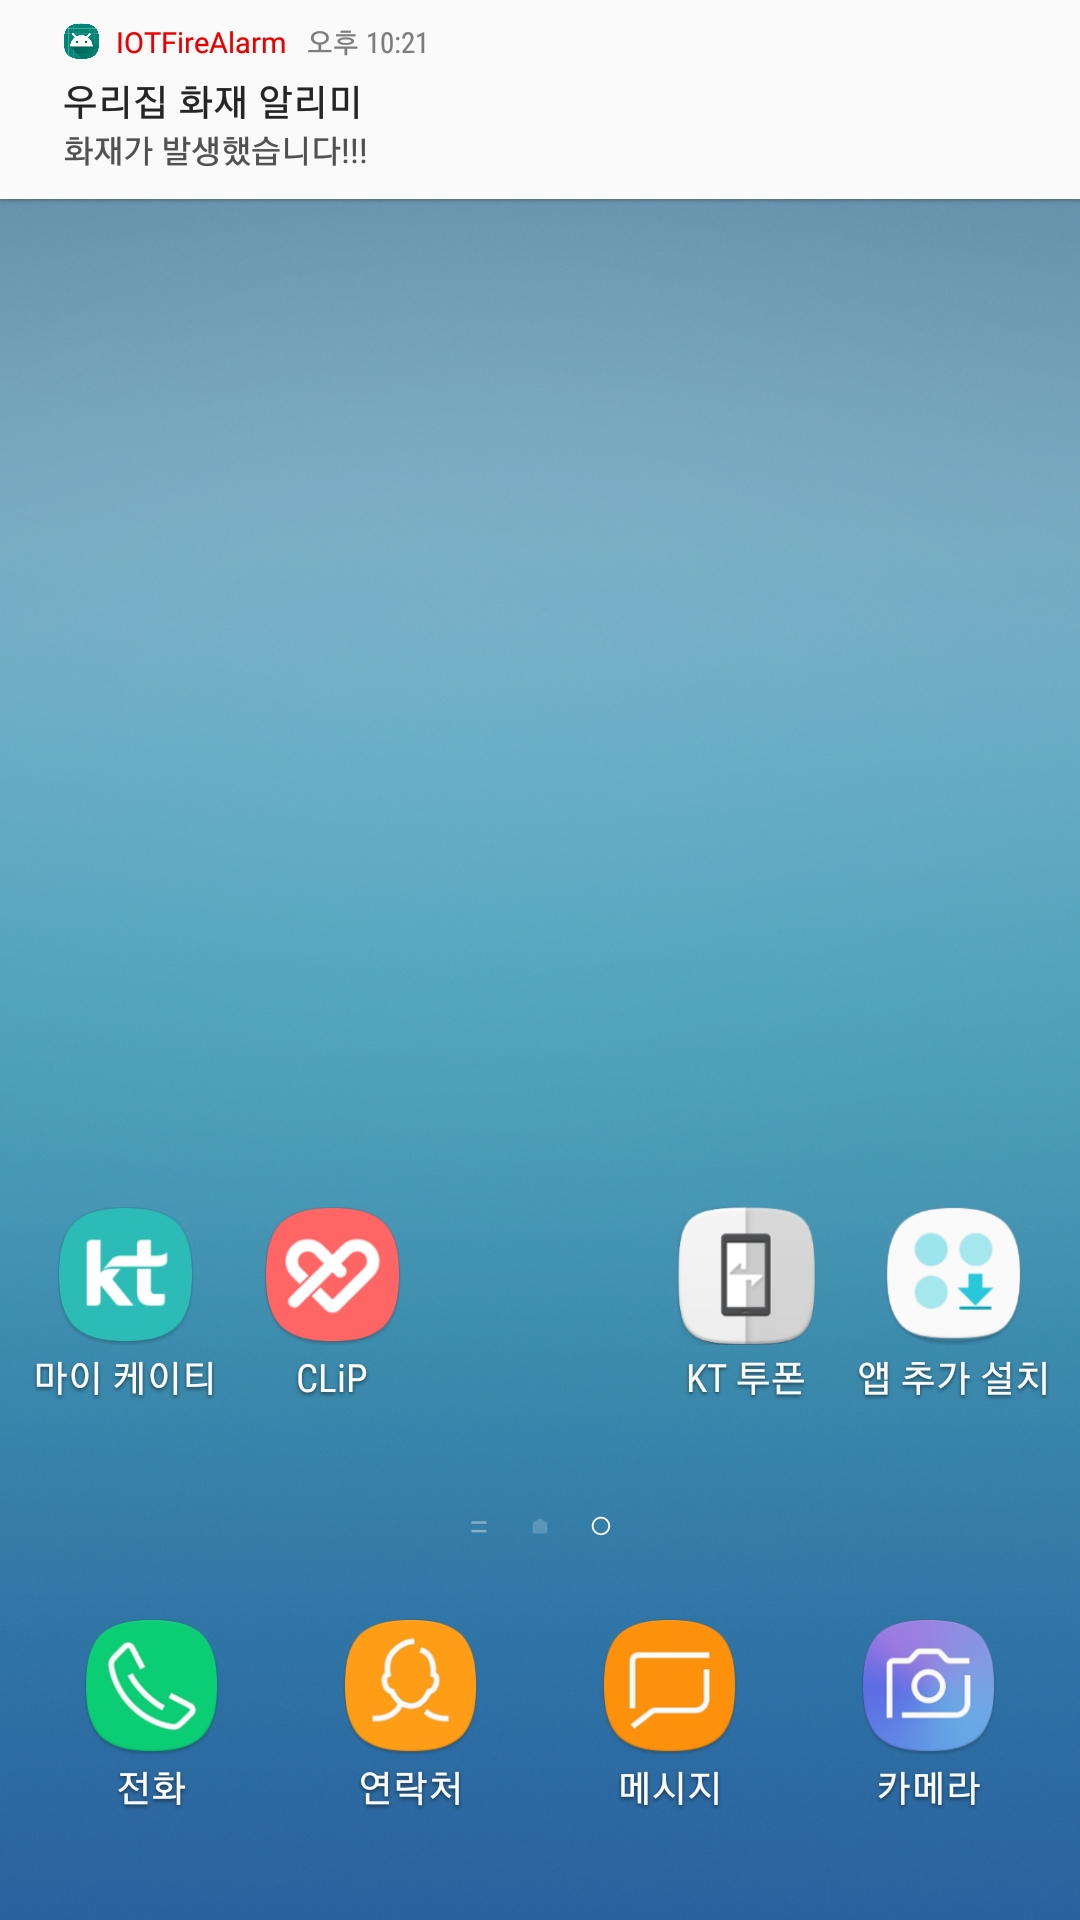 IOTFireAlarm 오후 10:21
우리집 화재 알리미
화재가 발생했습니다!!!
kt
마이 케이티 CLiP KT 투폰 앱 추가 설치
전화 연락처 메시지 카메라